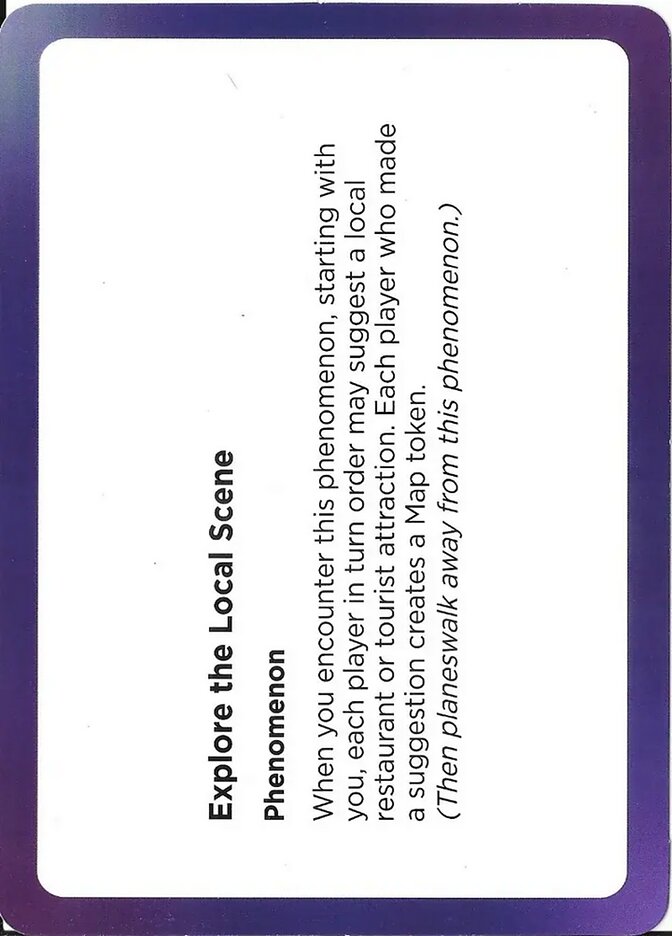 Explore the Local Scene
Phenomenon
When you encounter this phenomenon, starting with
you, each player in turn order may suggest a local
restaurant or tourist attraction. Each player who made
a suggestion creates a Map token.
(Then planeswalk away from this phenomenon.)